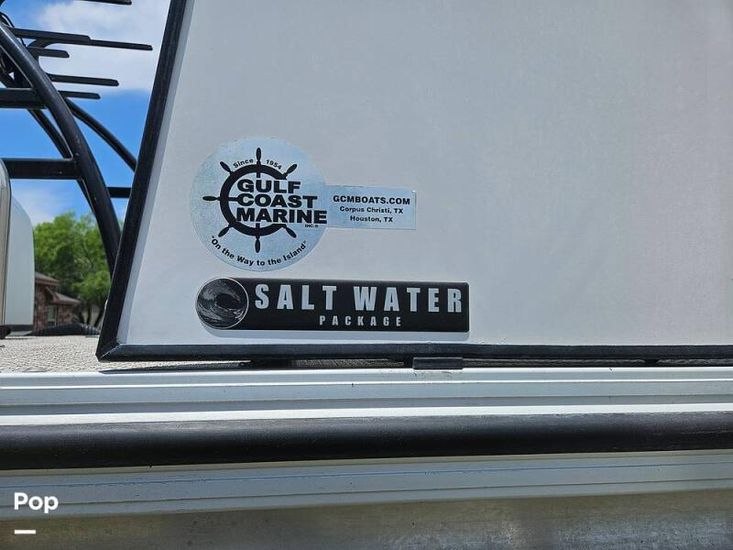 Since 1954
GULF
COAST
MARINE
INC.®
"On the Way to the Island"
GCMBOATS.COM
Corpus Christi, TX
Houston, TX
SALT WATER
PACKAGE
Pop